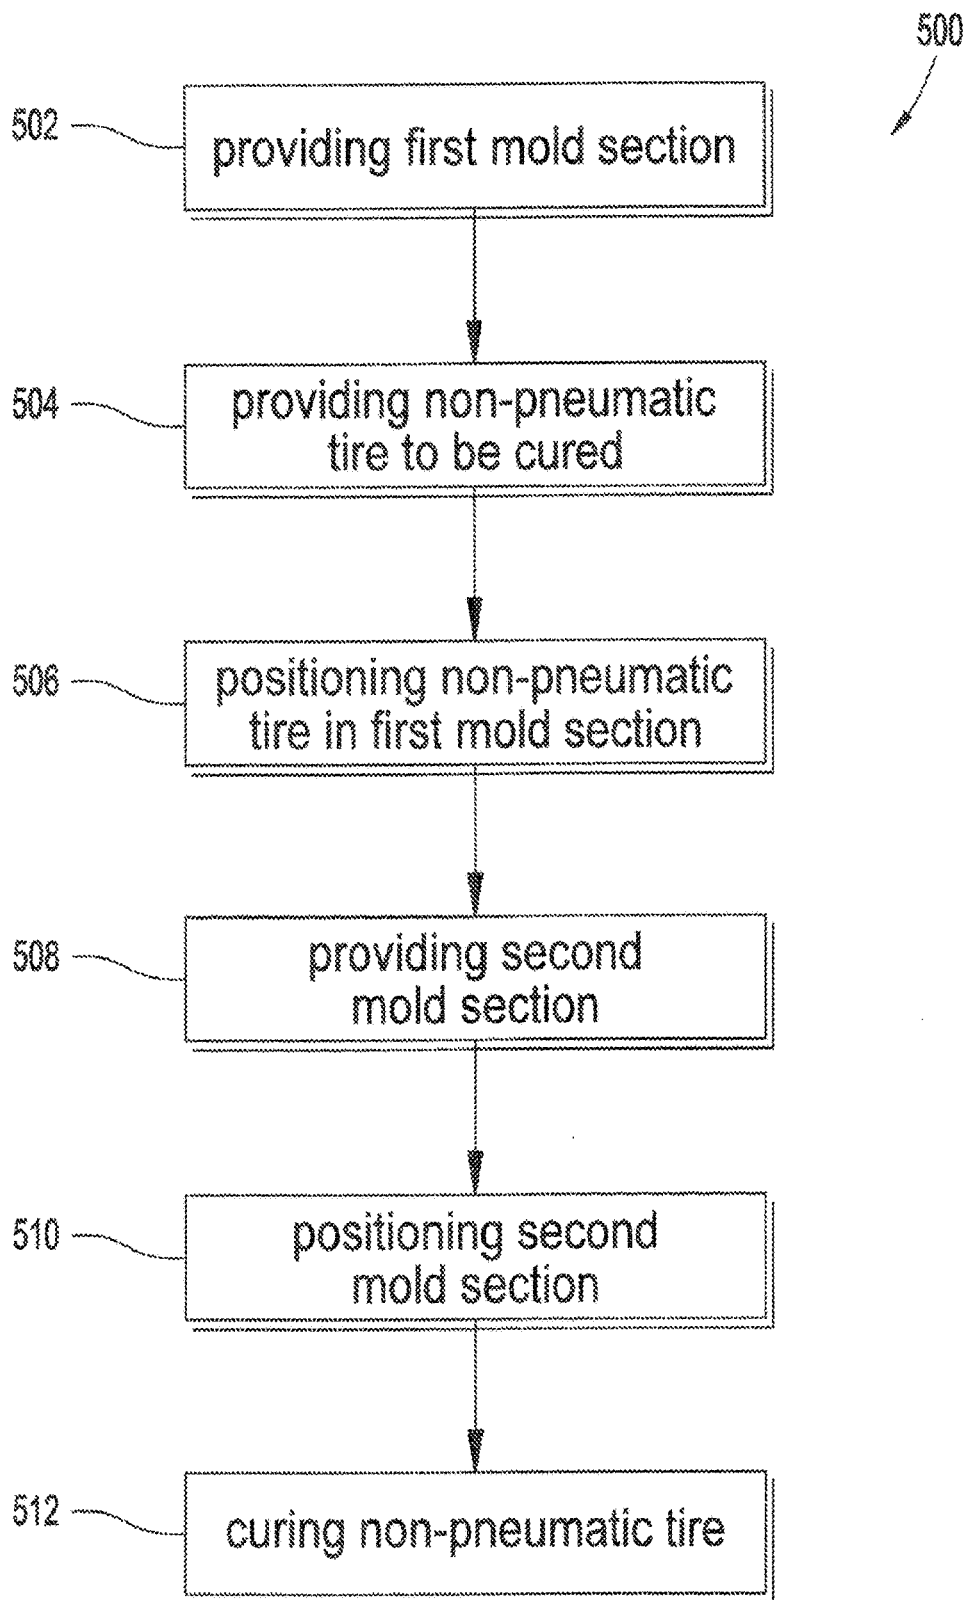 500
502
providing first mold section
504
providing non-pneumatic
tire to be cured
506
positioning non-pneumatic
tire in first mold section
508
providing second
mold section
510
positioning second
mold section
512
curing non-pneumatic tire